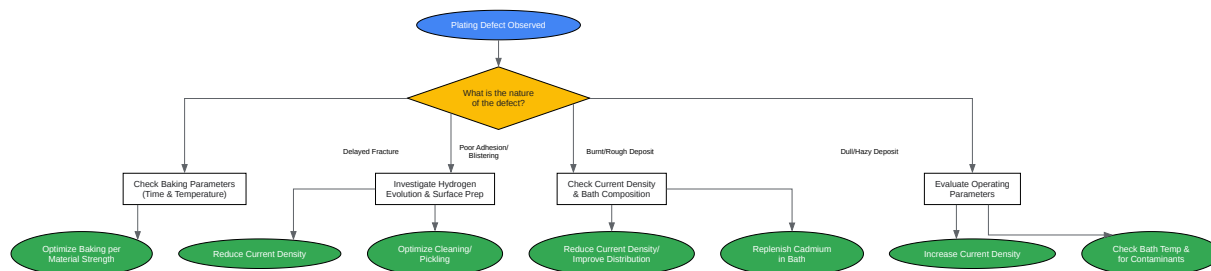 Plating Defect Observed
What is the nature
of the defect?
Delayed Fracture
Poor Adhesion/
Blistering
Burnt/Rough Deposit
Dull/Hazy Deposit
Check Baking Parameters
(Time & Temperature)
Investigate Hydrogen
Evolution & Surface Prep
Check Current Density
& Bath Composition
Evaluate Operating
Parameters
Optimize Baking per
Material Strength
Reduce Current Density
Optimize Cleaning/
Pickling
Reduce Current Density/
Improve Distribution
Replenish Cadmium
in Bath
Increase Current Density
Check Bath Temp &
for Contaminants